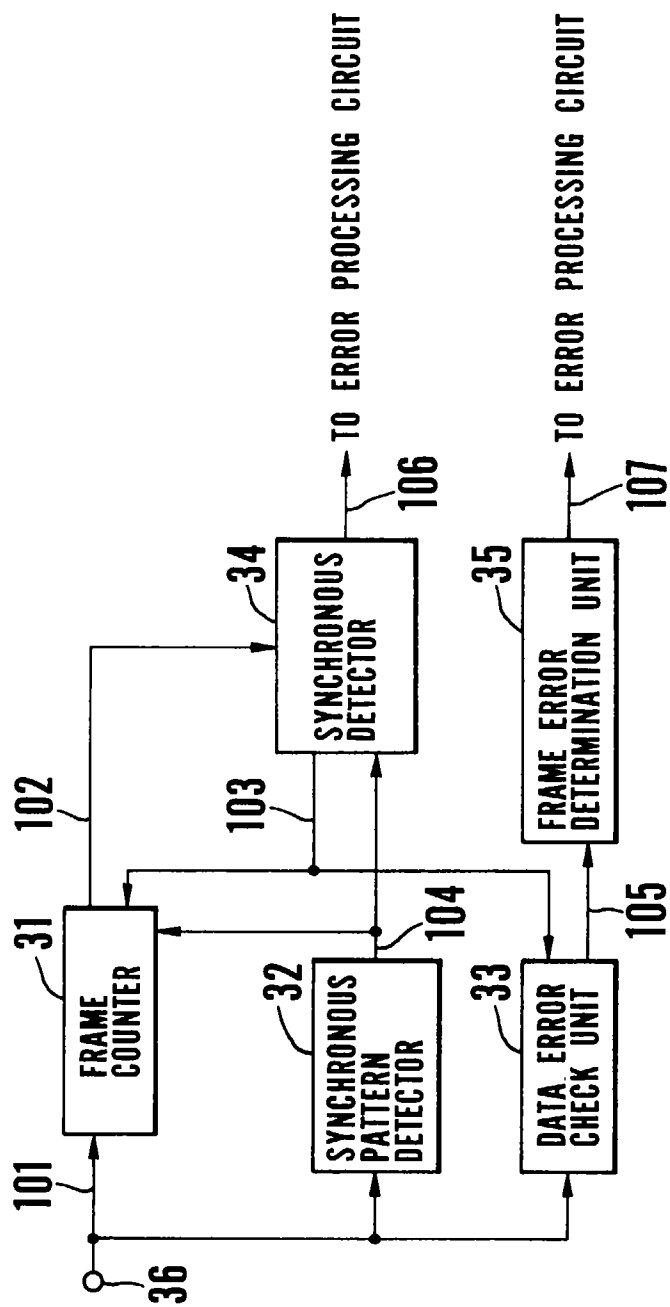 36
101
31
FRAME
COUNTER
102
32
SYNCHRONOUS
PATTERN
DETECTOR
104
103
34
SYNCHRONOUS
DETECTOR
106
TO ERROR PROCESSING CIRCUIT
33
DATA ERROR
CHECK UNIT
105
35
FRAME ERROR
DETERMINATION UNIT
107
TO ERROR PROCESSING CIRCUIT